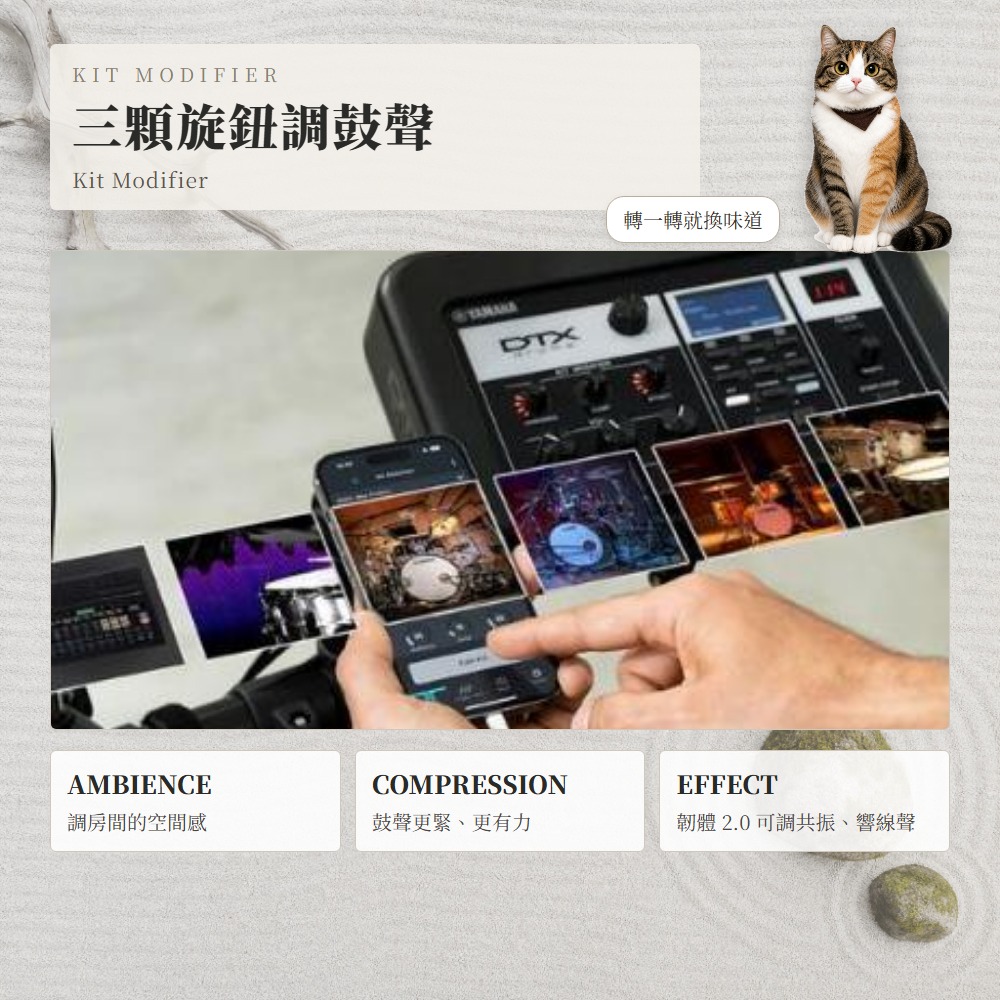 KIT MODIFIER
三顆旋鈕調鼓聲
Kit Modifier
轉一轉就換味道
YAMAHA
DTX
AMBIENCE
調房間的空間感
COMPRESSION
鼓聲更緊、更有力
EFFECT
韌體 2.0 可調共振、響線聲